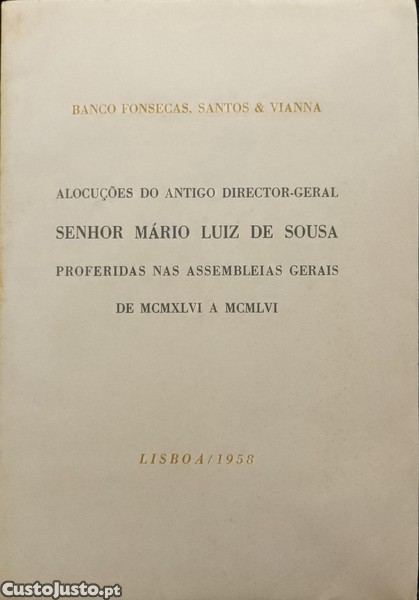 BANCO FONSECAS, SANTOS & VIANNA
ALOCUÇÕES DO ANTIGO DIRECTOR-GERAL
SENHOR MÁRIO LUIZ DE SOUSA
PROFERIDAS NAS ASSEMBLEIAS GERAIS
DE MCMXLVI A MCMLVI
LISBOA/1958
CustoJusto.pt